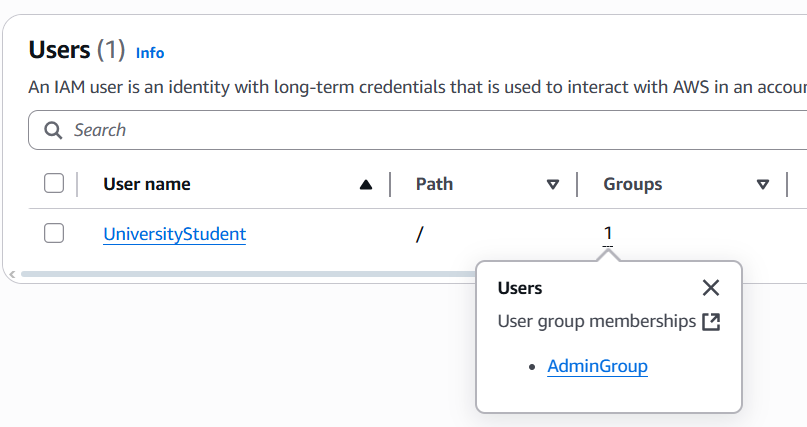 Users (1) Info
An IAM user is an identity with long-term credentials that is used to interact with AWS in an accou
Search
User name Path Groups
UniversityStudent / 1
Users
User group memberships
AdminGroup